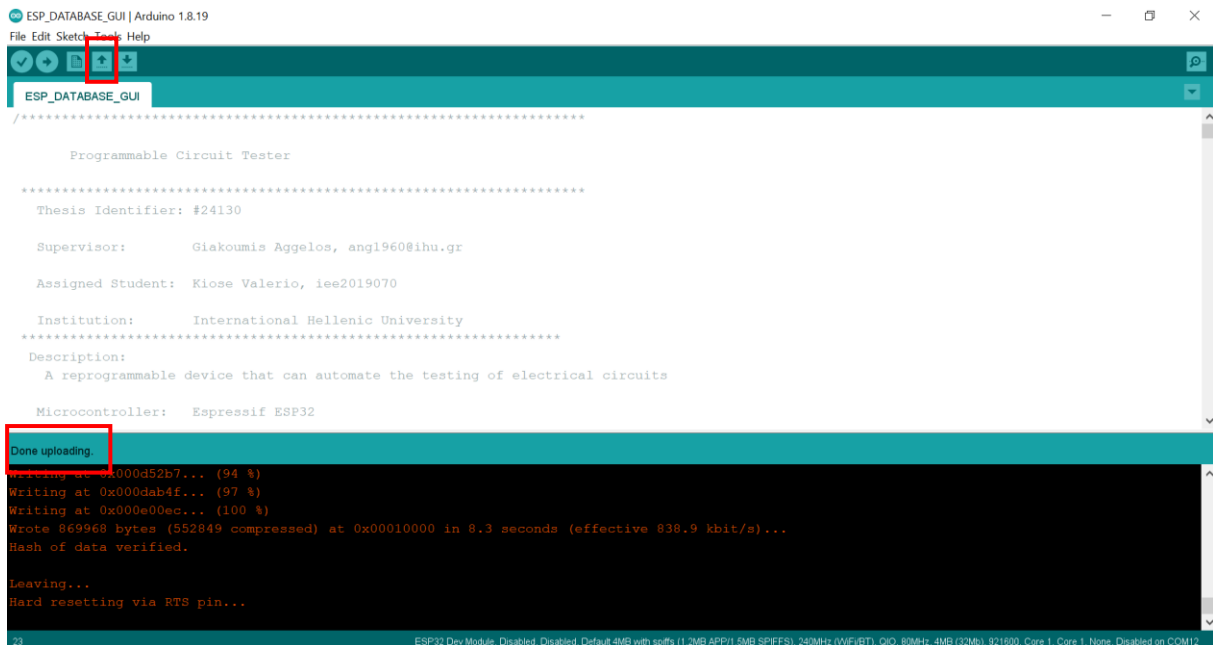 ESP_DATABASE_GUI | Arduino 1.8.19
File Edit Sketch Tools Help
ESP_DATABASE_GUI
/*********************************************************************
Programmable Circuit Tester
*********************************************************************
Thesis Identifier: #24130
Supervisor: Giakoumis Aggelos, ang1960@ihu.gr
Assigned Student: Kiose Valerio, iee2019070
Institution: International Hellenic University
******************************************************************
Description:
A reprogrammable device that can automate the testing of electrical circuits
Microcontroller: Espressif ESP32
Done uploading.
Writing at 0x000d52b7... (94 %)
Writing at 0x000dab4f... (97 %)
Writing at 0x000e00ec... (100 %)
Wrote 869968 bytes (552849 compressed) at 0x00010000 in 8.3 seconds (effective 838.9 kbit/s)...
Hash of data verified.
Leaving...
Hard resetting via RTS pin...
23 ESP32 Dev Module, Disabled, Disabled, Default 4MB with spiffs (1.2MB APP/1.5MB SPIFFS), 240MHz (WiFi/BT), QIO, 80MHz, 4MB (32Mb), 921600, Core 1, Core 1, None, Disabled on COM12